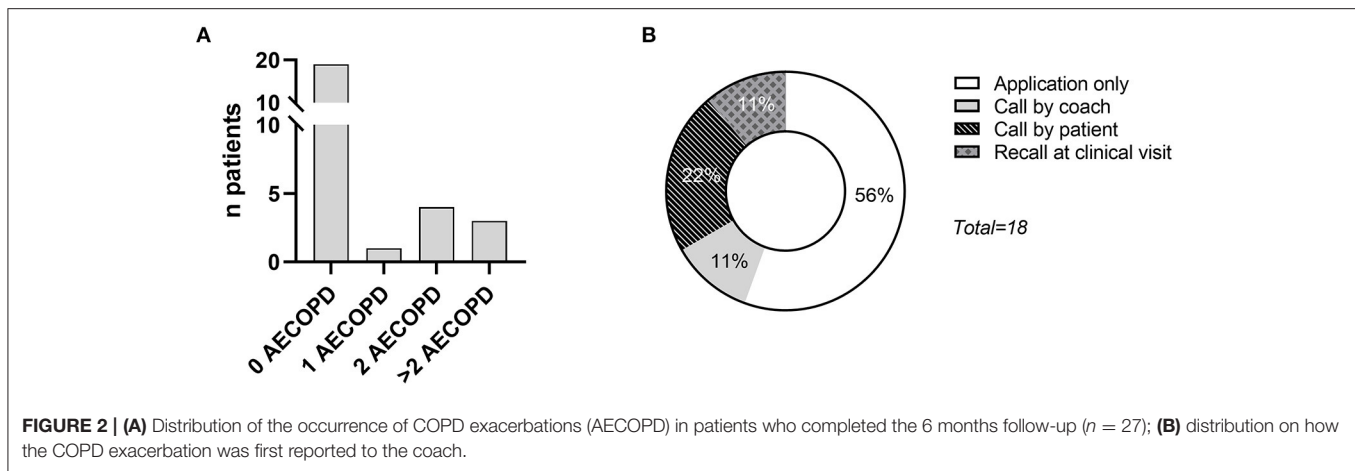 A
20
10
10
5
0
n patients
0 AECOPD
1 AECOPD
2 AECOPD
>2 AECOPD
B
11%
22%
56%
11%
Application only
Call by coach
Call by patient
Recall at clinical visit
Total=18
FIGURE 2 | (A) Distribution of the occurrence of COPD exacerbations (AECOPD) in patients who completed the 6 months follow-up (n = 27); (B) distribution on how
the COPD exacerbation was first reported to the coach.